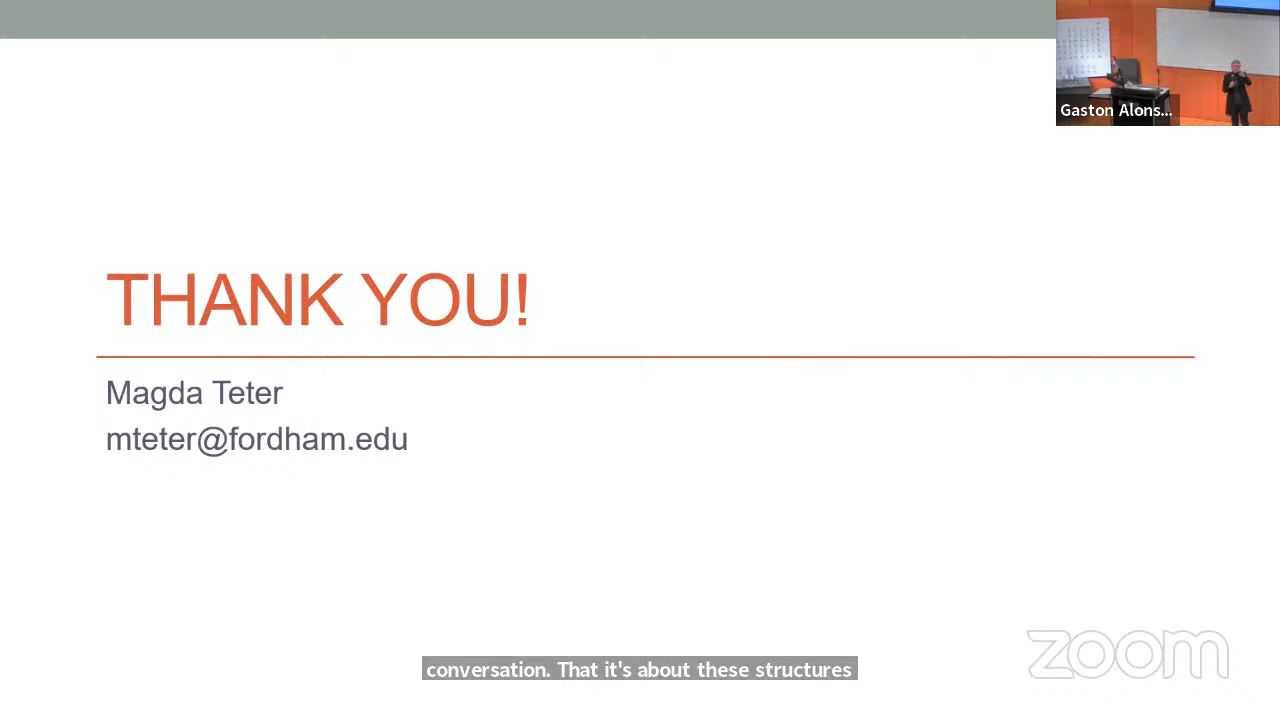 Gaston Alons...
THANK YOU!
Magda Teter
mteter@fordham.edu
conversation. That it's about these structures
zoom